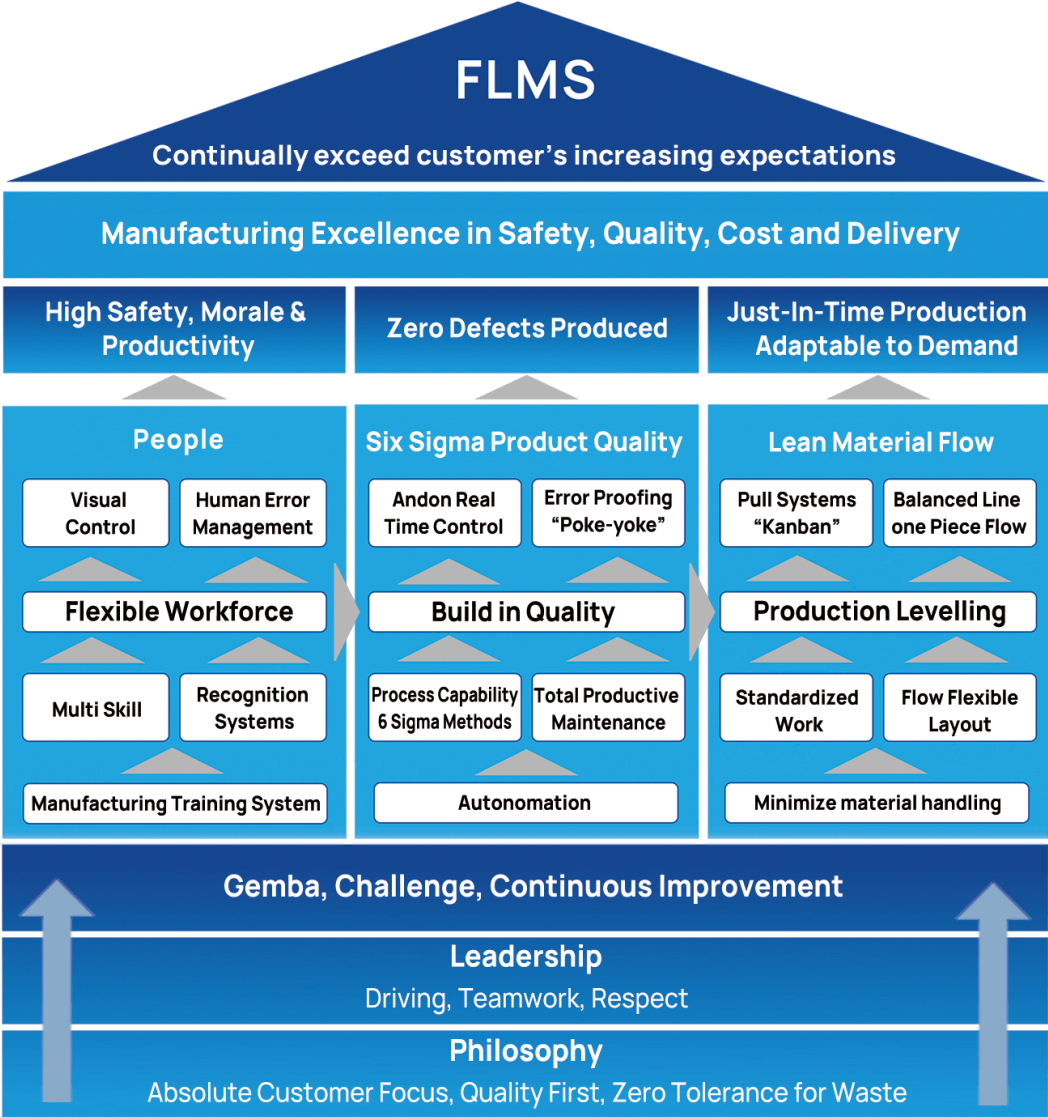 FLMS
Continually exceed customer's increasing expectations
Manufacturing Excellence in Safety, Quality, Cost and Delivery
High Safety, Morale &
Productivity
Zero Defects Produced
Just-In-Time Production
Adaptable to Demand
People
Visual
Control
Human Error
Management
Flexible Workforce
Multi Skill
Recognition
Systems
Manufacturing Training System
Six Sigma Product Quality
Andon Real
Time Control
Error Proofing
“Poke-yoke”
Build in Quality
Process Capability
6 Sigma Methods
Total Productive
Maintenance
Autonomation
Lean Material Flow
Pull Systems
“Kanban”
Balanced Line
one Piece Flow
Production Levelling
Standardized
Work
Flow Flexible
Layout
Minimize material handling
Gemba, Challenge, Continuous Improvement
Leadership
Driving, Teamwork, Respect
Philosophy
Absolute Customer Focus, Quality First, Zero Tolerance for Waste